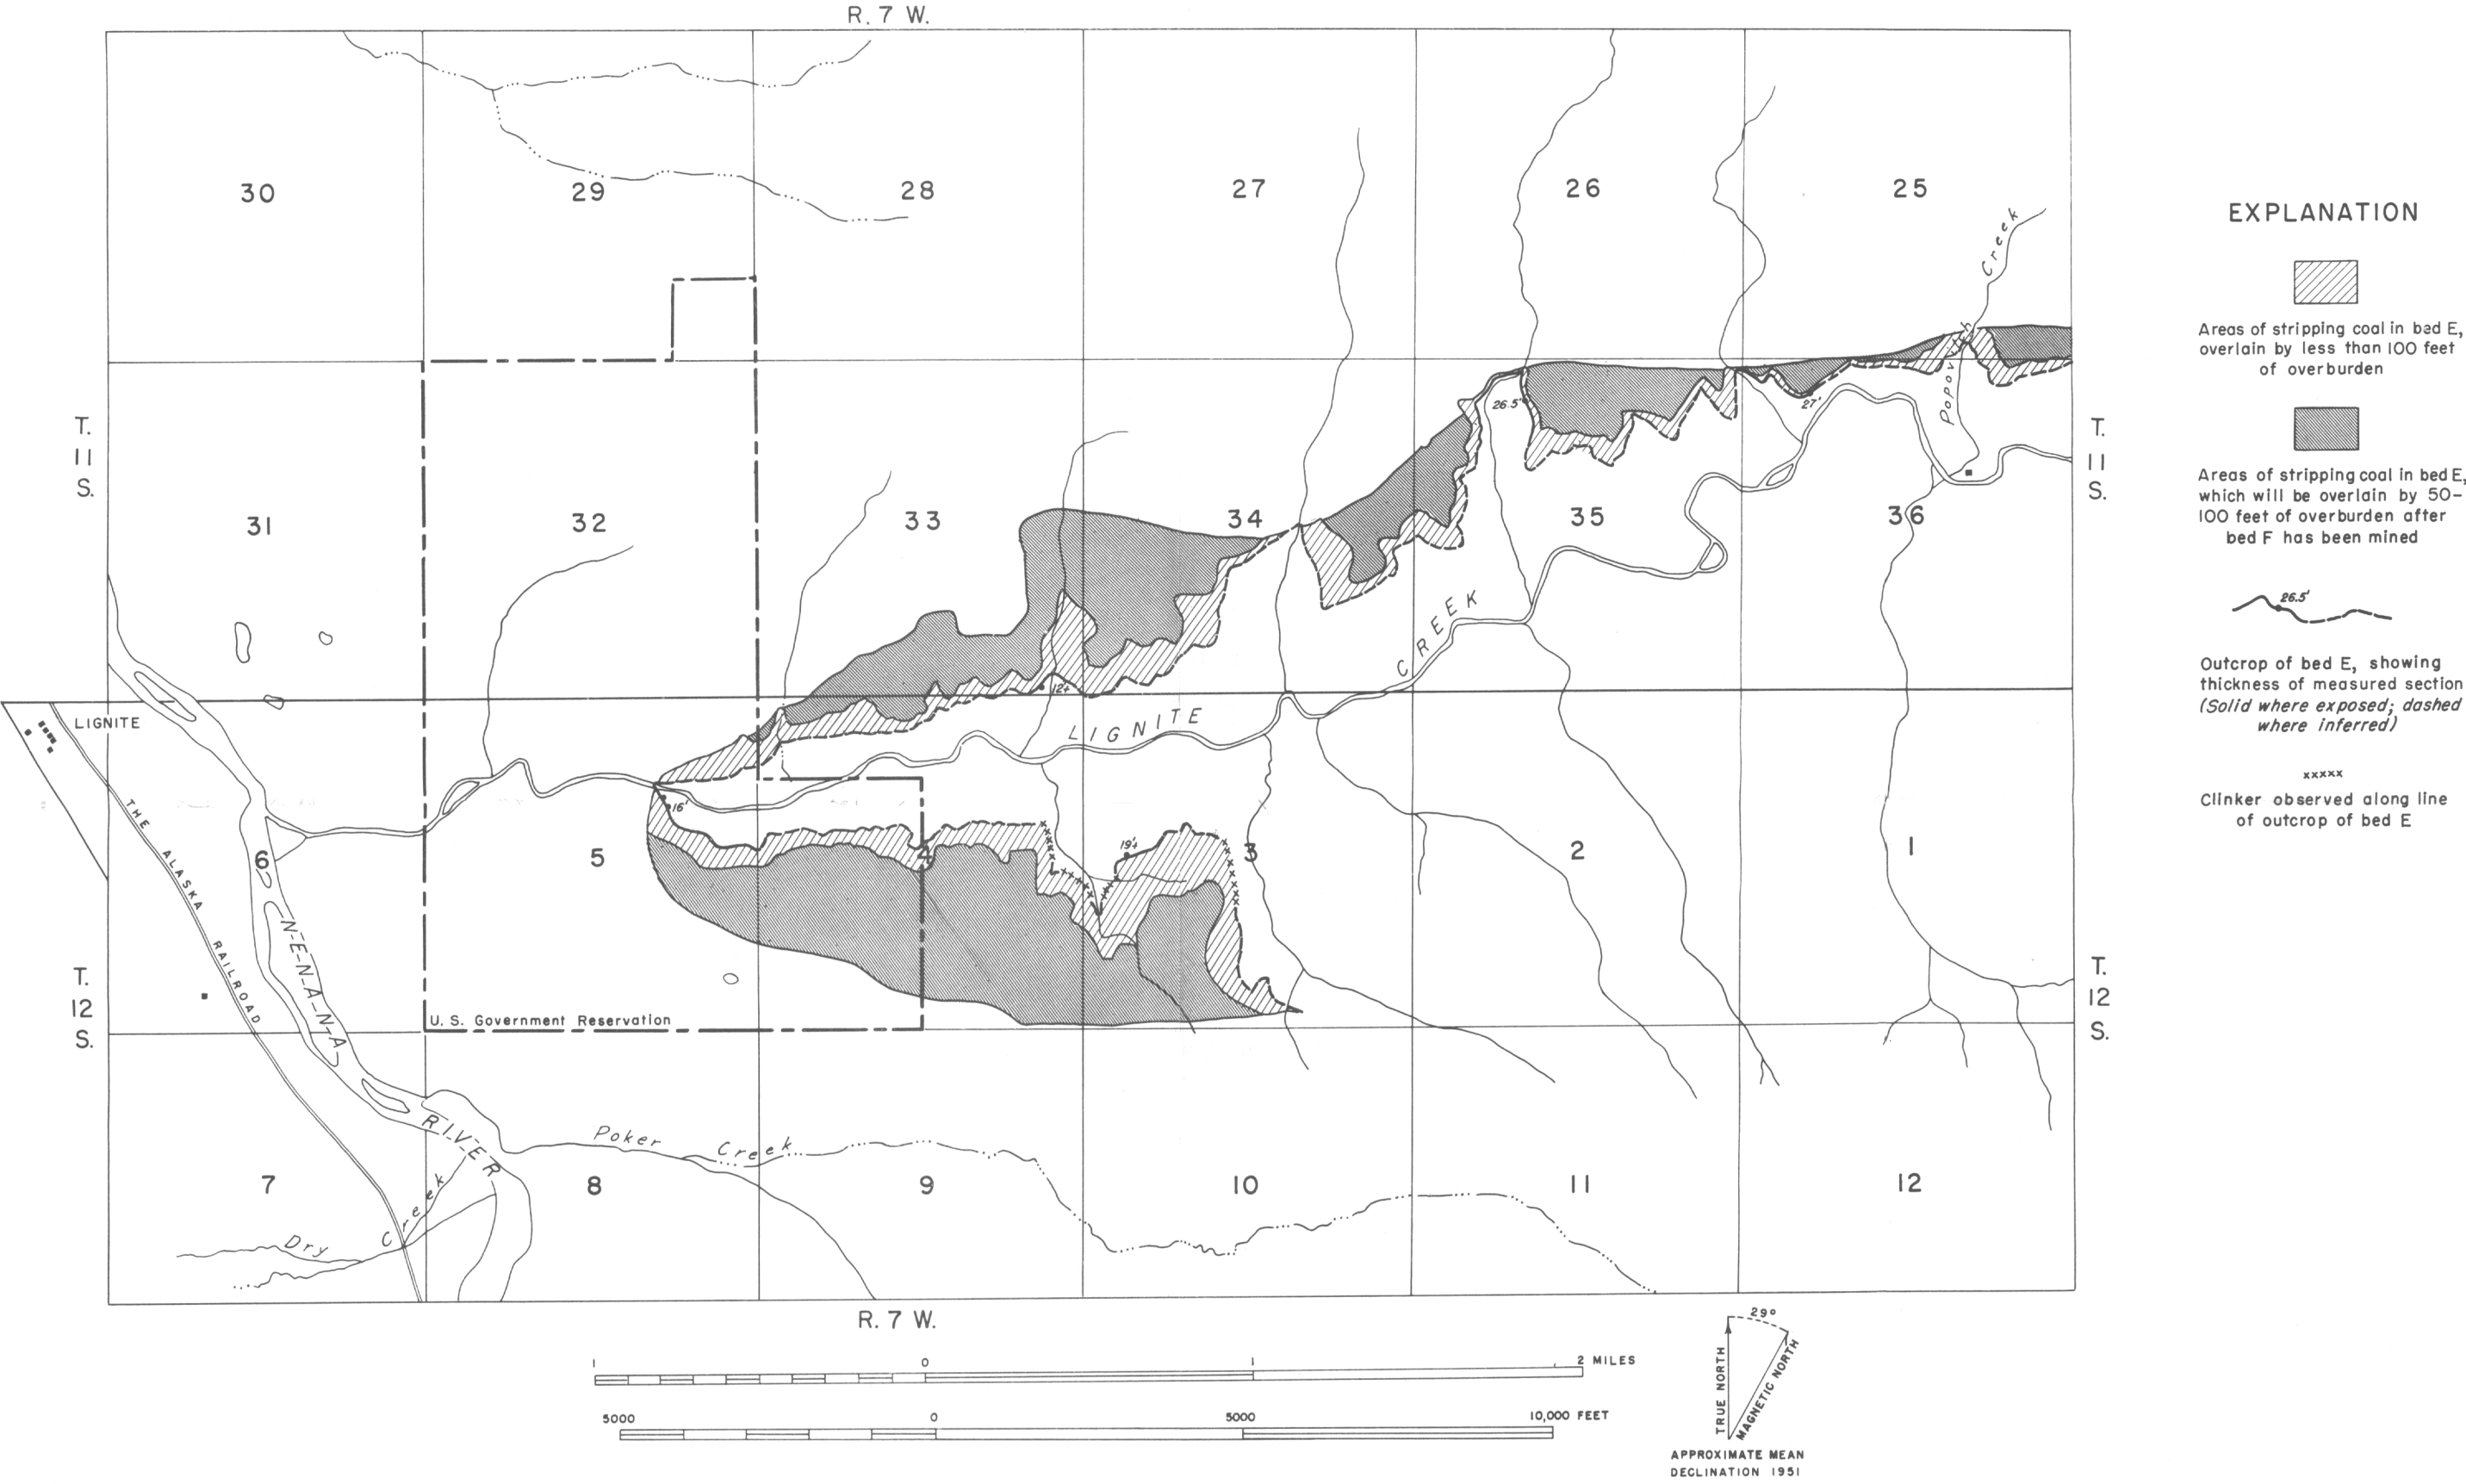 R. 7 W.
30
29
28
27
26
25
Creek
Popovitch
EXPLANATION
Areas of stripping coal in bed E,
overlain by less than 100 feet
of overburden
Areas of stripping coal in bed E,
which will be overlain by 50–
100 feet of overburden after
bed F has been mined
26.5'
Outcrop of bed E, showing
thickness of measured section
(Solid where exposed; dashed
where inferred)
xxxxx
Clinker observed along line
of outcrop of bed E
T.
11
S.
T.
11
S.
26.5'
27'
31
32
33
34
35
36
12+
LIGNITE CREEK
LIGNITE
16'
19'+
6
5
4
3
2
1
THE ALASKA RAILROAD
NENANA RIVER
T.
12
S.
T.
12
S.
U. S. Government Reservation
Poker Creek
7
8
9
10
11
12
Dry Creek
R. 7 W.
1 0 1 2 MILES
5000 0 5000 10,000 FEET
29°
TRUE NORTH
MAGNETIC NORTH
APPROXIMATE MEAN
DECLINATION 1951